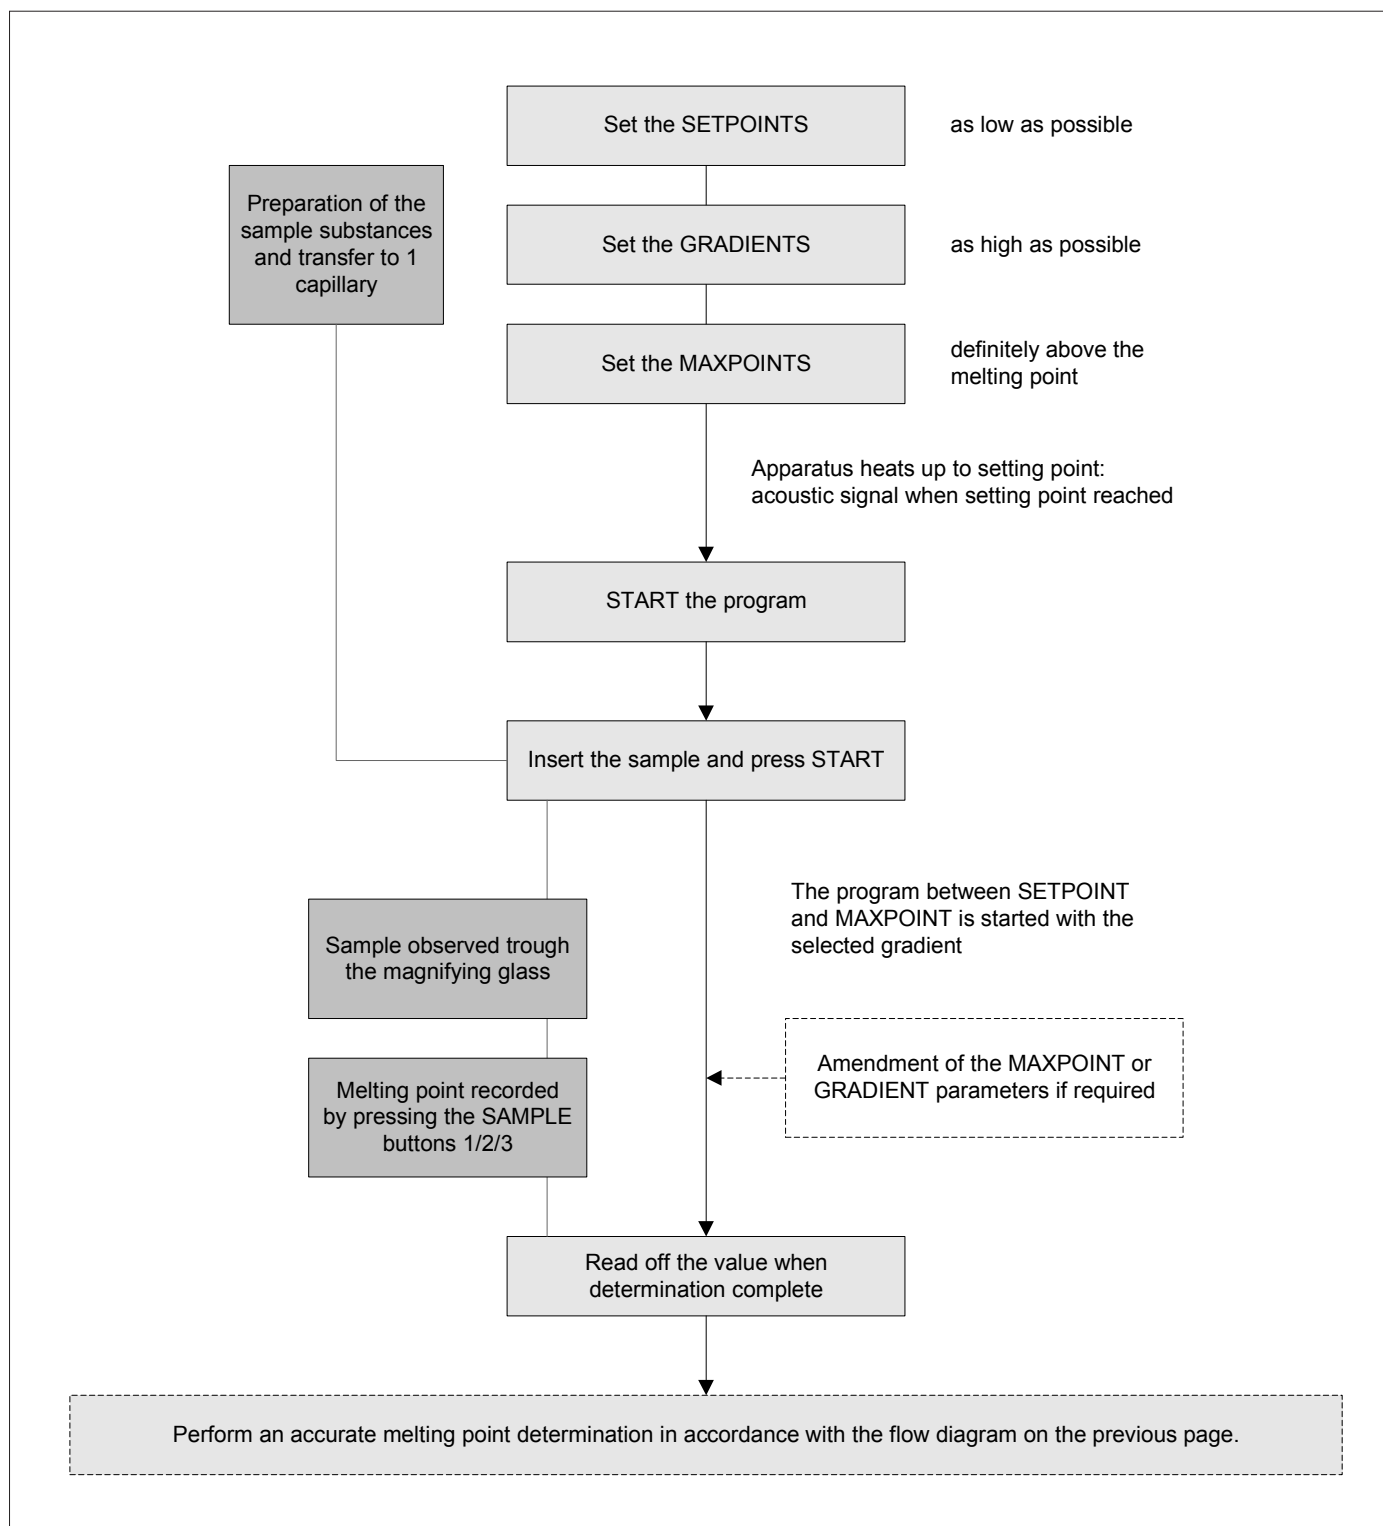 Set the SETPOINTS
as low as possible
Preparation of the
sample substances
and transfer to 1
capillary
Set the GRADIENTS
as high as possible
Set the MAXPOINTS
definitely above the
melting point
Apparatus heats up to setting point:
acoustic signal when setting point reached
START the program
Insert the sample and press START
The program between SETPOINT
and MAXPOINT is started with the
selected gradient
Sample observed trough
the magnifying glass
Amendment of the MAXPOINT or
GRADIENT parameters if required
Melting point recorded
by pressing the SAMPLE
buttons 1/2/3
Read off the value when
determination complete
Perform an accurate melting point determination in accordance with the flow diagram on the previous page.